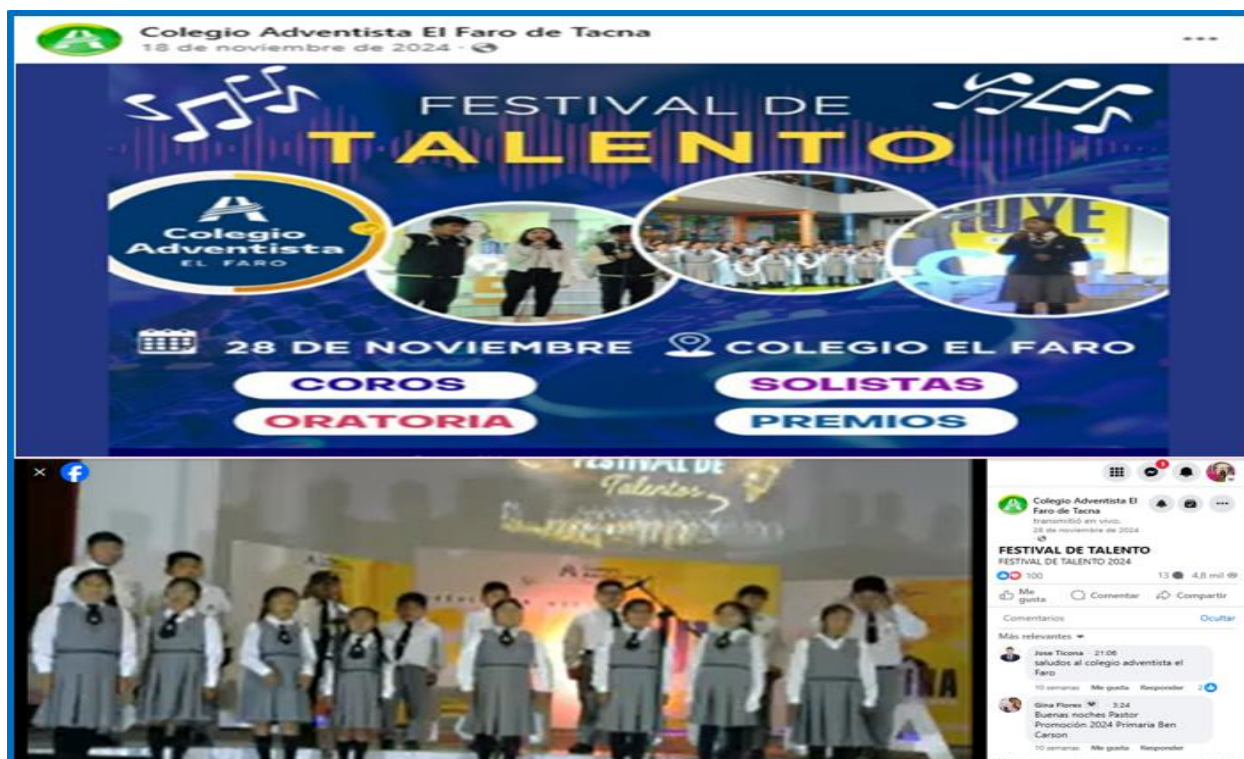 Colegio Adventista El Faro de Tacna
18 de noviembre de 2024 ·
FESTIVAL DE
TALENTO
Colegio
Adventista
EL FARO
28 DE NOVIEMBRE
COLEGIO EL FARO
COROS
SOLISTAS
ORATORIA
PREMIOS
FESTIVAL DE
Talentos
Colegio Adventista El
Faro de Tacna
transmitió en vivo.
28 de noviembre de 2024
·
FESTIVAL DE TALENTO
FESTIVAL DE TALENTO 2024
100
13
4,8 mil
Me
gusta
Comentar
Compartir
Comentarios
Ocultar
Más relevantes
Jose Ticona · 21:06
saludos al colegio adventista el
Faro
10 semanas Me gusta Responder 2
Gina Flores · 3:24
Buenas noches Pastor
Promoción 2024 Primaria Ben
Carson
10 semanas Me gusta Responder